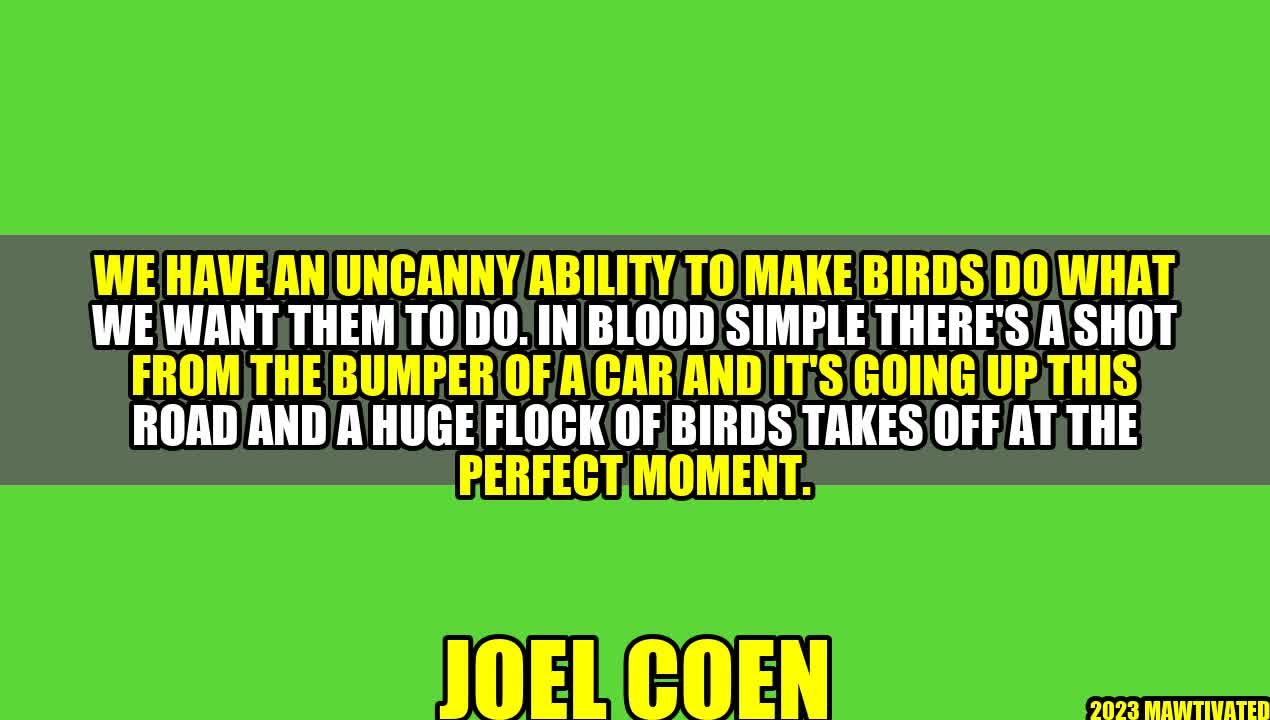 WE HAVE AN UNCANNY ABILITY TO MAKE BIRDS DO WHAT
WE WANT THEM TO DO. IN BLOOD SIMPLE THERE'S A SHOT
FROM THE BUMPER OF A CAR AND IT'S GOING UP THIS
ROAD AND A HUGE FLOCK OF BIRDS TAKES OFF AT THE
PERFECT MOMENT.
JOEL COEN
2023 MAWTIVATED